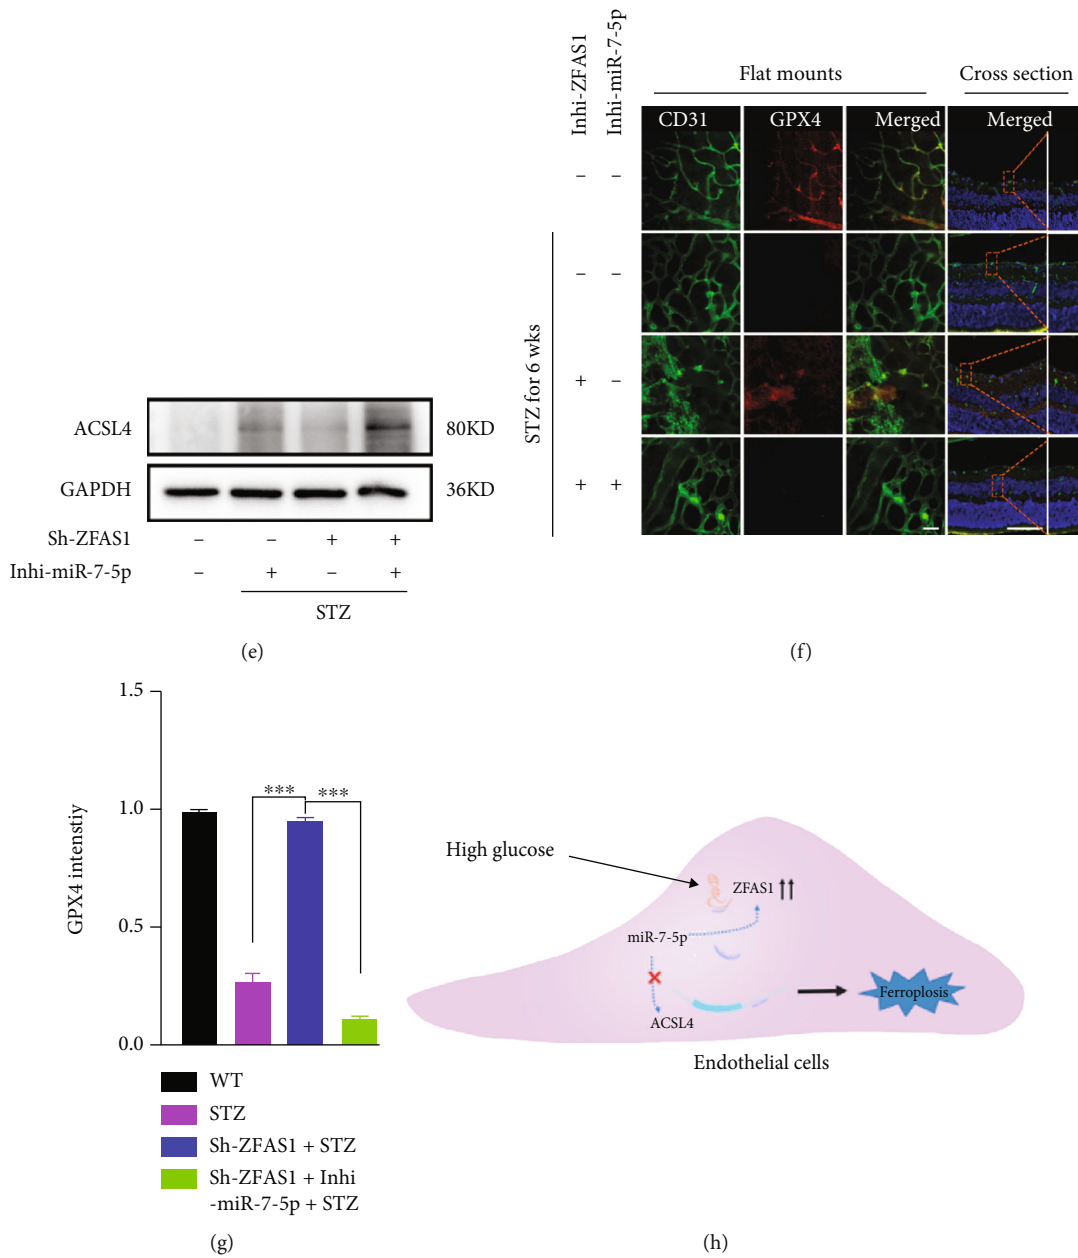 ACSL4
80KD
GAPDH
36KD
Sh-ZFAS1 – – + +
Inhi-miR-7-5p – + – +
STZ
(e)
Inhi-ZFAS1
Inhi-miR-7-5p
Flat mounts
Cross section
CD31
GPX4
Merged
Merged
– –
– –
+ –
+ +
STZ for 6 wks
(f)
1.5
1.0
0.5
0.0
GPX4 intenstiy
***
***
WT
STZ
Sh-ZFAS1 + STZ
Sh-ZFAS1 + Inhi
-miR-7-5p + STZ
(g)
High glucose
ZFAS1
miR-7-5p
ACSL4
Ferroplosis
Endothelial cells
(h)